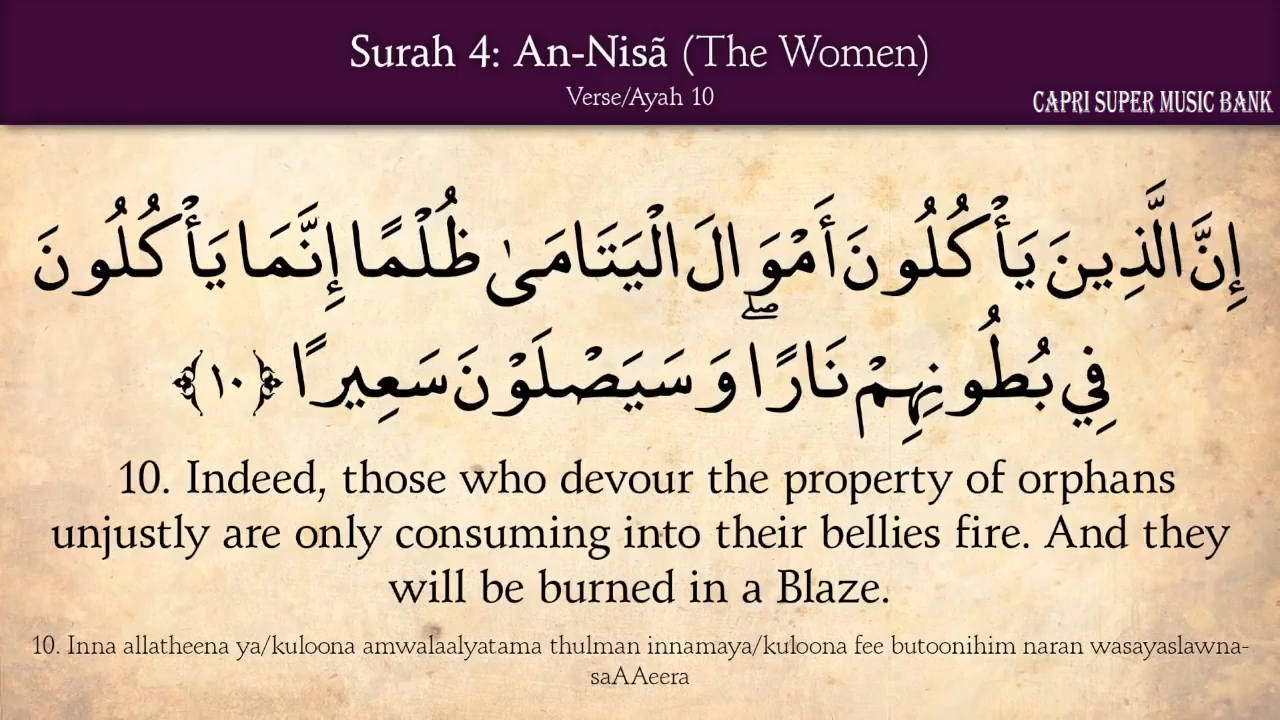 Surah 4: An-Nisã (The Women)
Verse/Ayah 10
CAPRI SUPER MUSIC BANK
إِنَّ الَّذِينَ يَأْكُلُونَ أَمْوَالَ الْيَتَامَىٰ ظُلْمًا إِنَّمَا يَأْكُلُونَ
فِي بُطُونِهِمْ نَارًا ۖ وَسَيَصْلَوْنَ سَعِيرًا ﴿١٠﴾
10. Indeed, those who devour the property of orphans
unjustly are only consuming into their bellies fire. And they
will be burned in a Blaze.
10. Inna allatheena ya/kuloona amwalaalyatama thulman innamaya/kuloona fee butoonihim naran wasayaslawna-
saAAeera